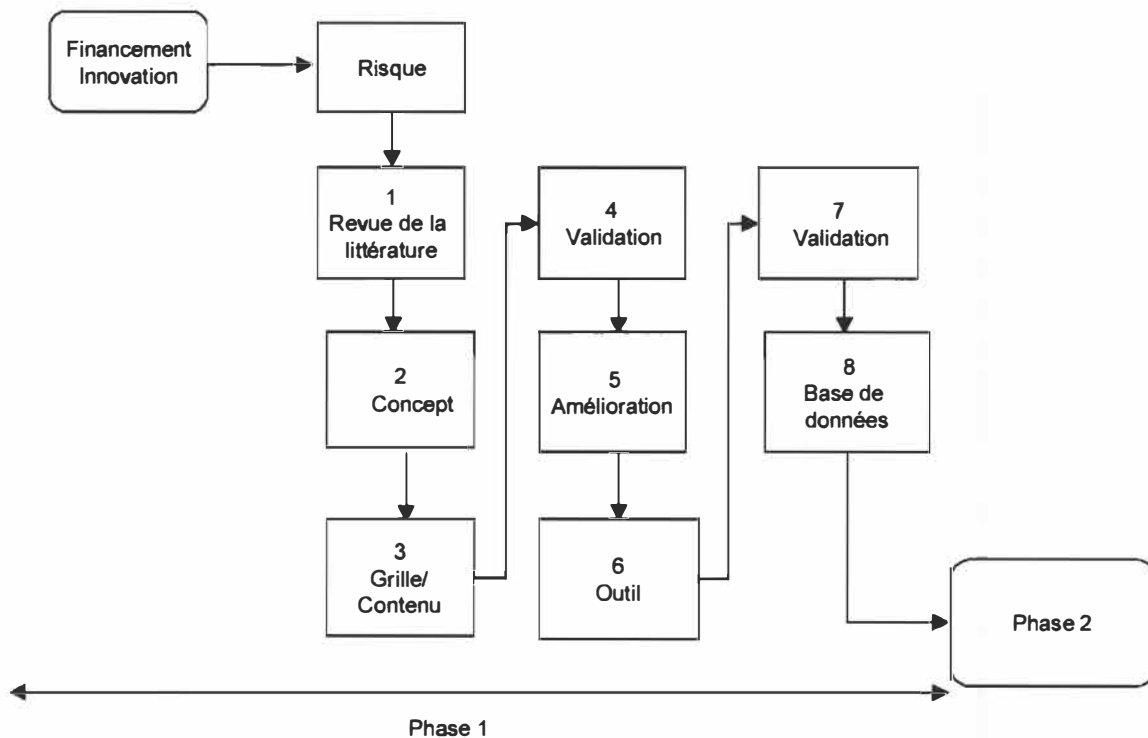 Financement
Innovation
Risque
1
Revue de la
littérature
2
Concept
3
Grille/
Contenu
4
Validation
5
Amélioration
6
Outil
7
Validation
8
Base de
données
Phase 2
Phase 1